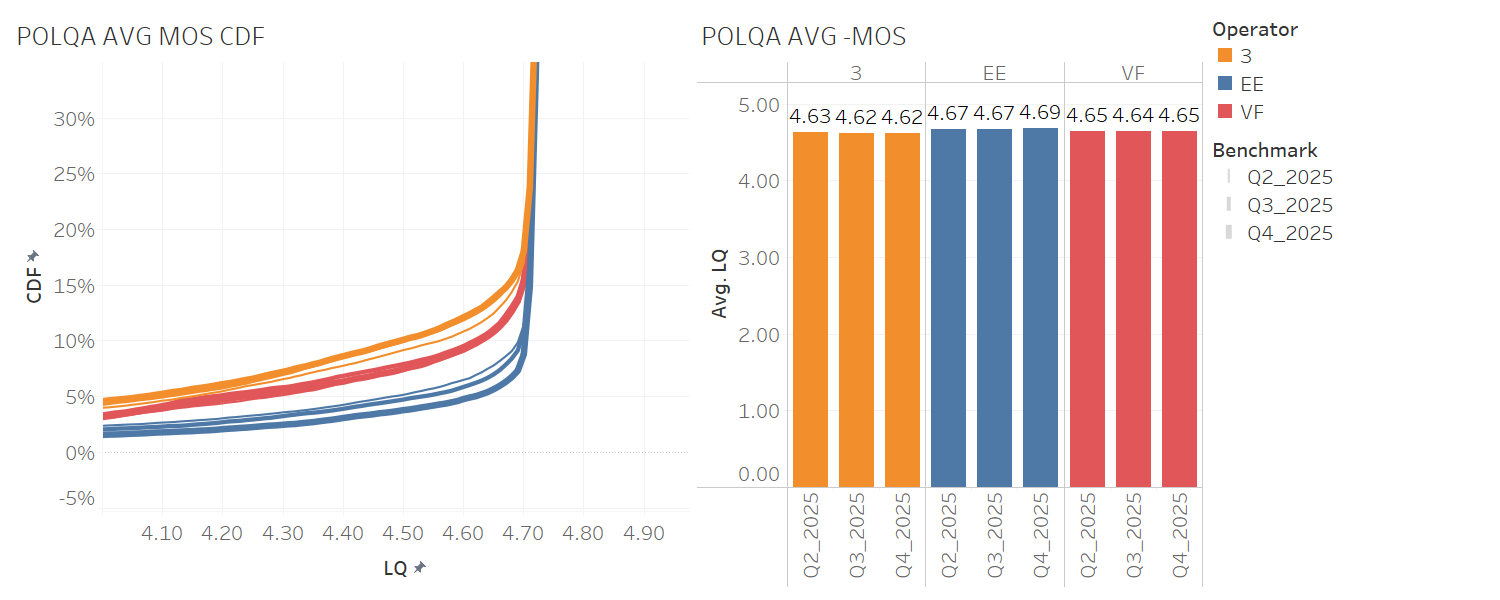 POLQA AVG MOS CDF
CDF
30%
25%
20%
15%
10%
5%
0%
-5%
4.10 4.20 4.30 4.40 4.50 4.60 4.70 4.80 4.90
LQ
POLQA AVG -MOS
3 EE VF
Avg. LQ
5.00
4.00
3.00
2.00
1.00
0.00
4.63 4.62 4.62 4.67 4.67 4.69 4.65 4.64 4.65
Q2_2025 Q3_2025 Q4_2025 Q2_2025 Q3_2025 Q4_2025 Q2_2025 Q3_2025 Q4_2025
Operator
3
EE
VF
Benchmark
Q2_2025
Q3_2025
Q4_2025